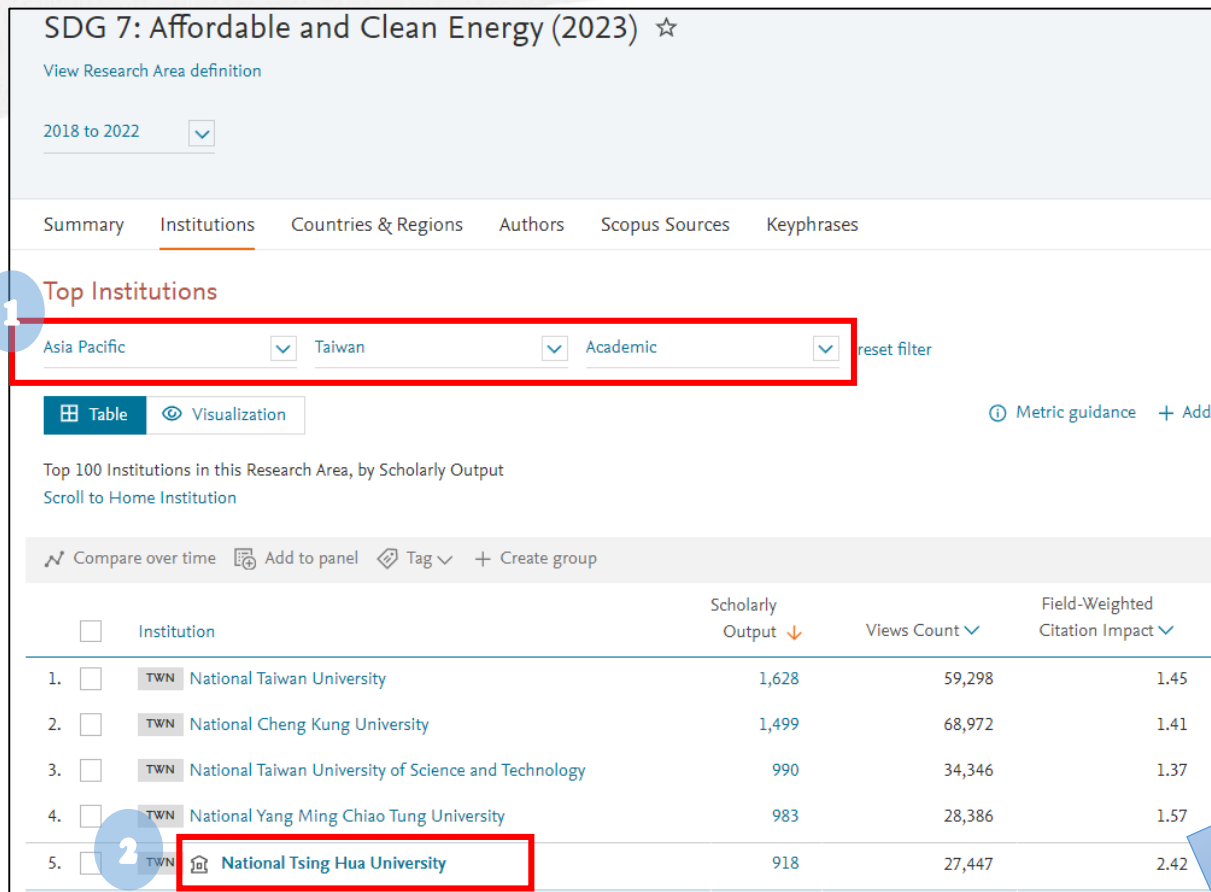 SDG 7: Affordable and Clean Energy (2023)
View Research Area definition
2018 to 2022
Summary Institutions Countries & Regions Authors Scopus Sources Keyphrases
Top Institutions
1
Asia Pacific Taiwan Academic reset filter
Table Visualization Metric guidance + Add
Top 100 Institutions in this Research Area, by Scholarly Output
Scroll to Home Institution
Compare over time Add to panel Tag + Create group
Institution Scholarly Output Views Count Field-Weighted Citation Impact
1. TWN National Taiwan University 1,628 59,298 1.45
2. TWN National Cheng Kung University 1,499 68,972 1.41
3. TWN National Taiwan University of Science and Technology 990 34,346 1.37
4. TWN National Yang Ming Chiao Tung University 983 28,386 1.57
2
5. TWN National Tsing Hua University 918 27,447 2.42